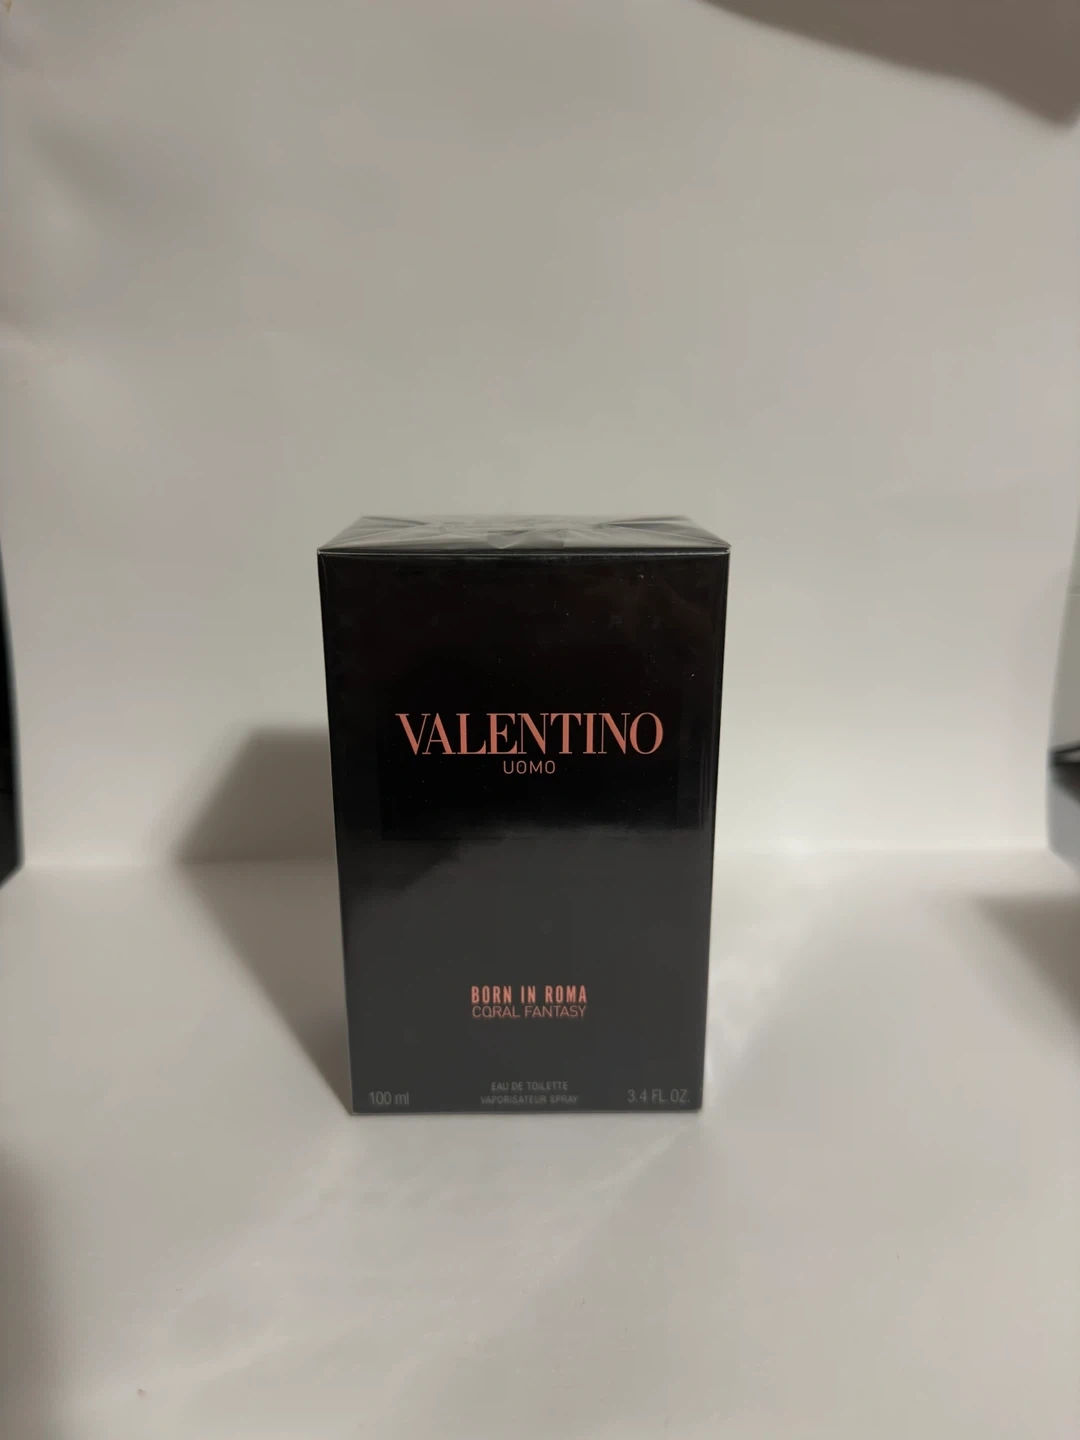 VALENTINO
UOMO
BORN IN ROMA
CORAL FANTASY
EAU DE TOILETTE
100 ml VAPORISATEUR SPRAY 3.4 FL.OZ.